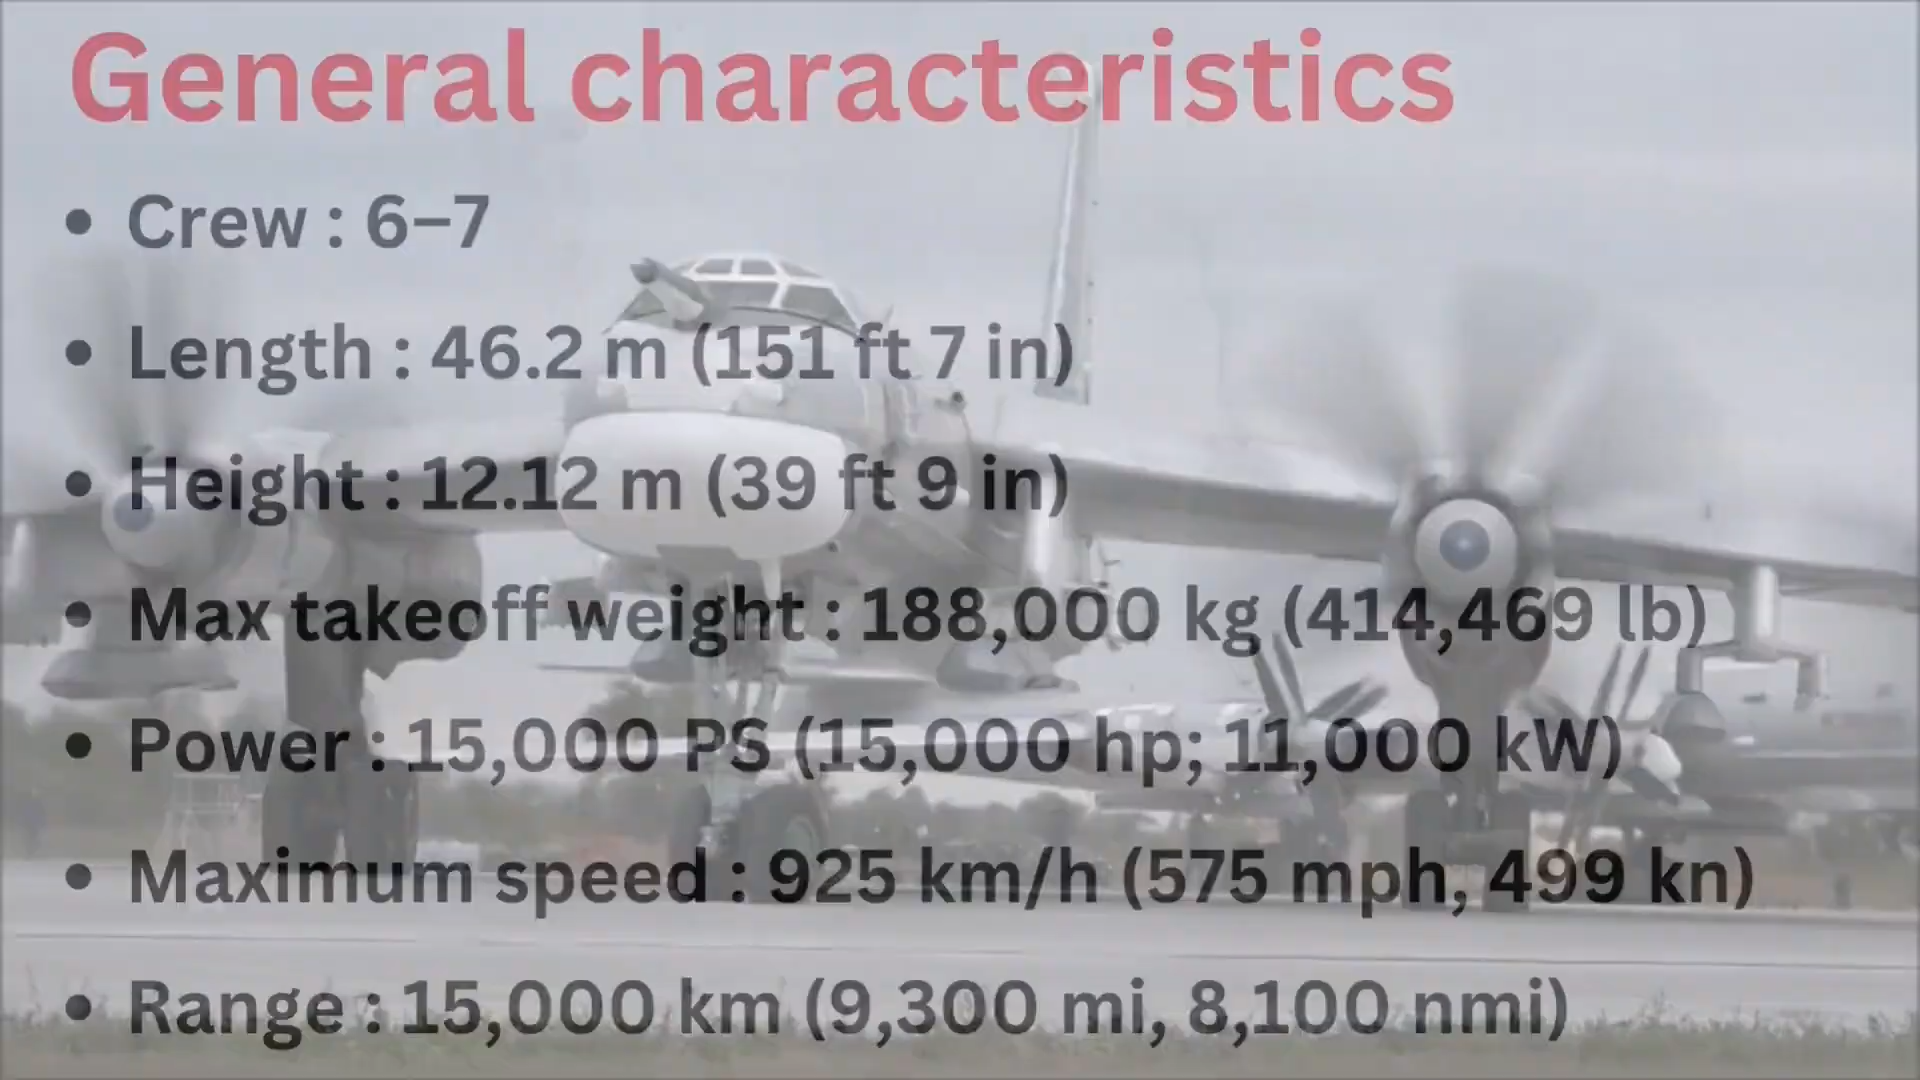 General characteristics
• Crew : 6–7
• Length : 46.2 m (151 ft 7 in)
• Height : 12.12 m (39 ft 9 in)
• Max takeoff weight : 188,000 kg (414,469 lb)
• Power : 15,000 PS (15,000 hp; 11,000 kW)
• Maximum speed : 925 km/h (575 mph, 499 kn)
• Range : 15,000 km (9,300 mi, 8,100 nmi)